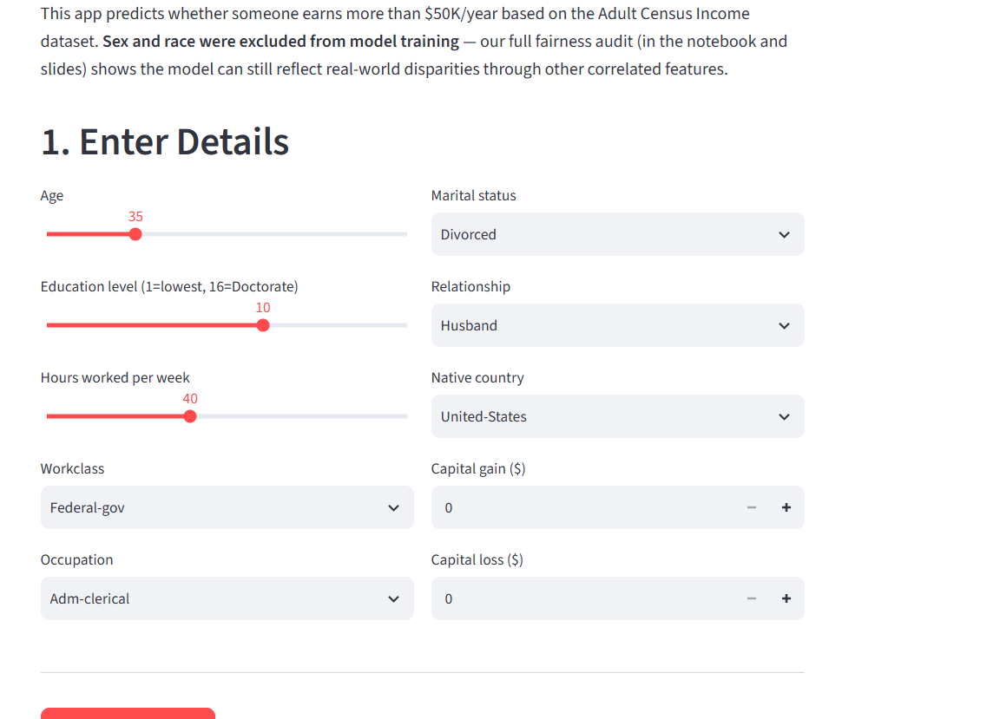 This app predicts whether someone earns more than $50K/year based on the Adult Census Income
dataset. Sex and race were excluded from model training — our full fairness audit (in the notebook and
slides) shows the model can still reflect real-world disparities through other correlated features.
1. Enter Details
Age
35
Education level (1=lowest, 16=Doctorate)
10
Hours worked per week
40
Workclass
Federal-gov
Occupation
Adm-clerical
Marital status
Divorced
Relationship
Husband
Native country
United-States
Capital gain ($)
0
Capital loss ($)
0